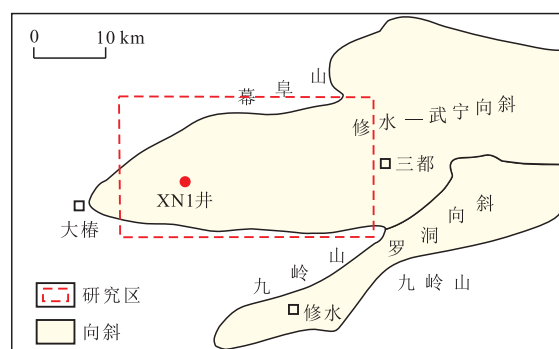 0 10 km
幕阜山
修水—武宁向斜
三都
XN1井
大椿
罗洞向斜
九岭山
九岭山
修水
研究区
向斜